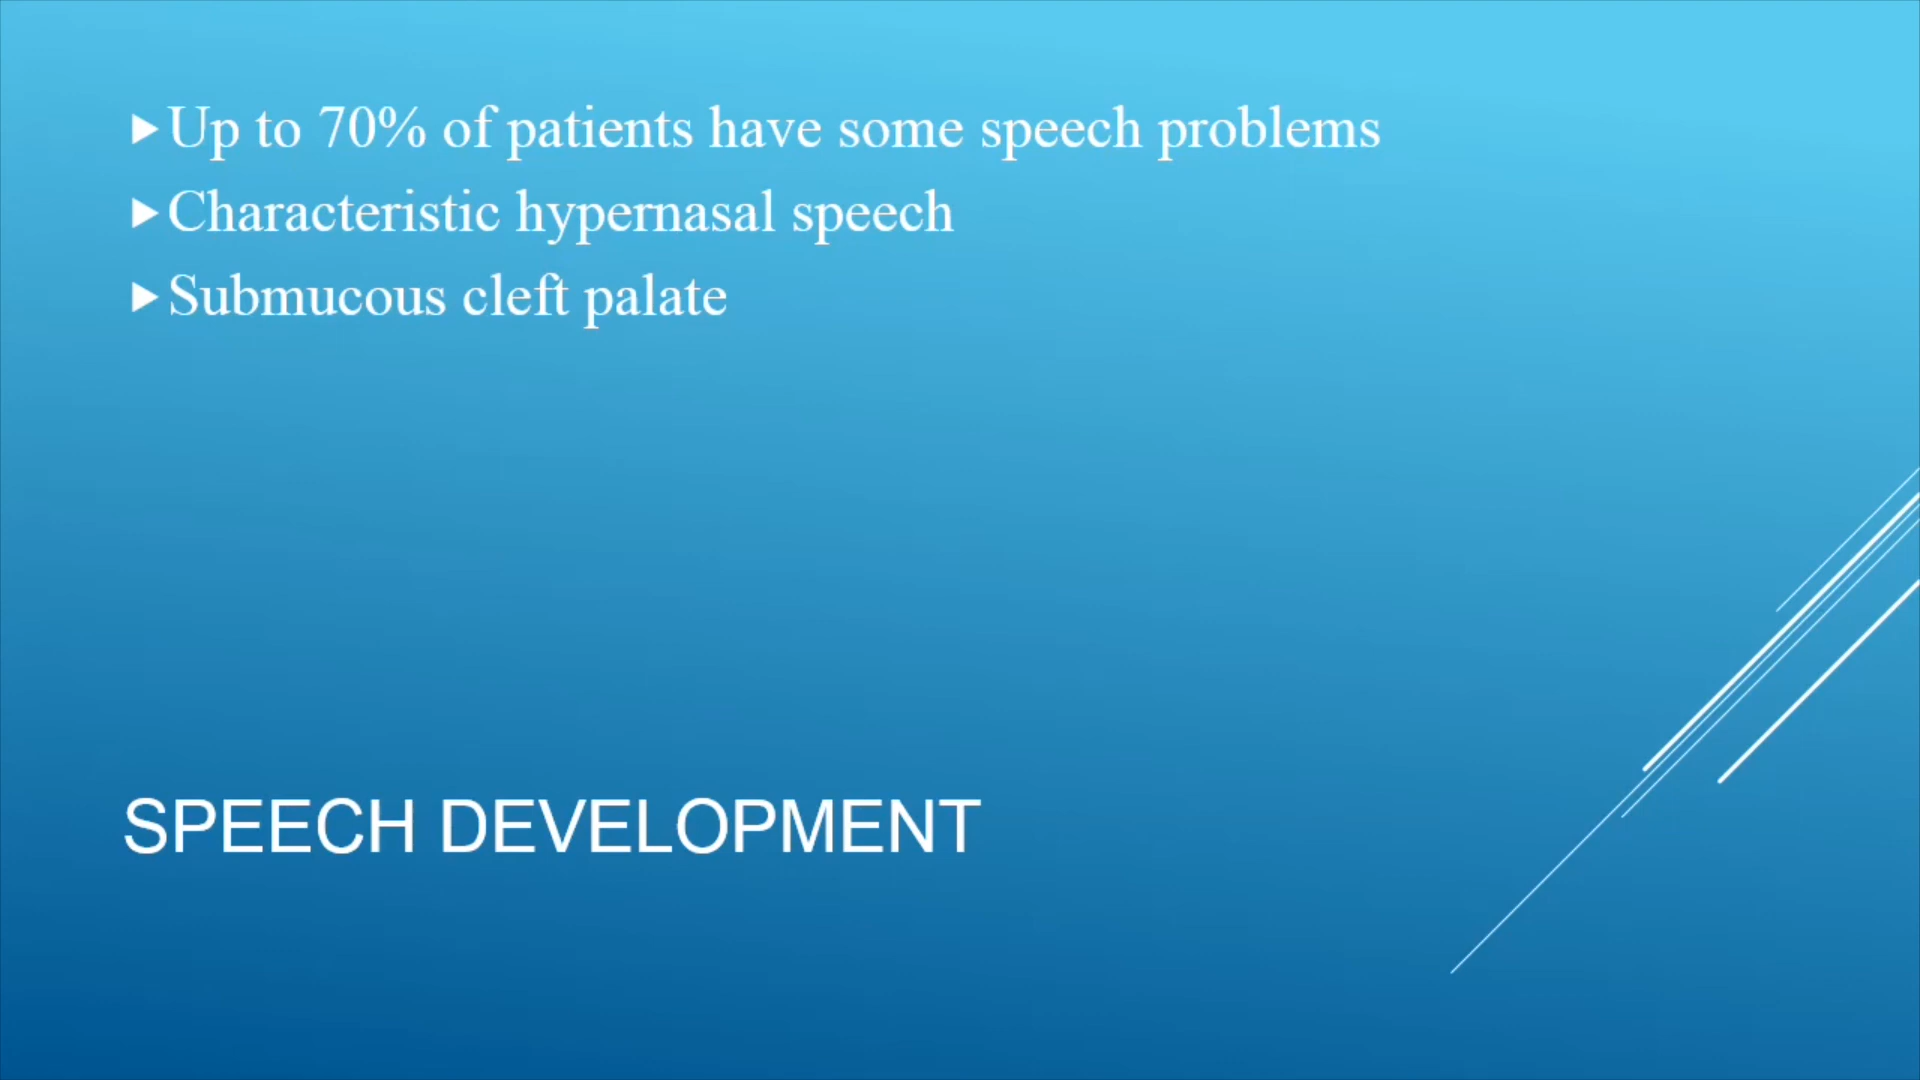 Up to 70% of patients have some speech problems
Characteristic hypernasal speech
Submucous cleft palate
SPEECH DEVELOPMENT